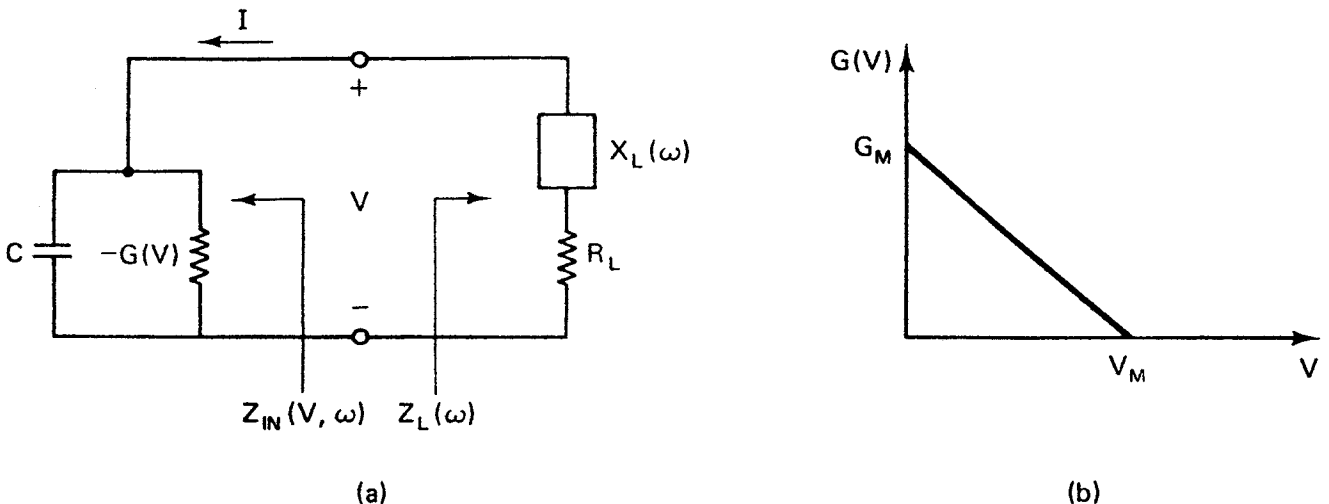 I
+
X_L(ω)
C
−G(V)
V
R_L
−
Z_IN(V, ω)
Z_L(ω)
(a)
G(V)
G_M
V_M
V
(b)